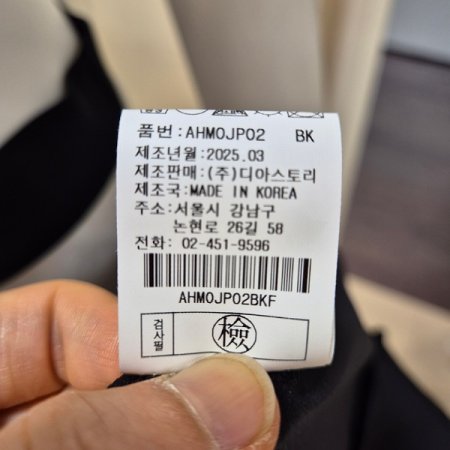 품번:AHMOJP02 BK
제조년월:2025.03
제조판매:(주)디아스토리
제조국:MADE IN KOREA
주소:서울시 강남구
논현로 26길 58
전화: 02-451-9596
AHMOJP02BKF
검사필 檢